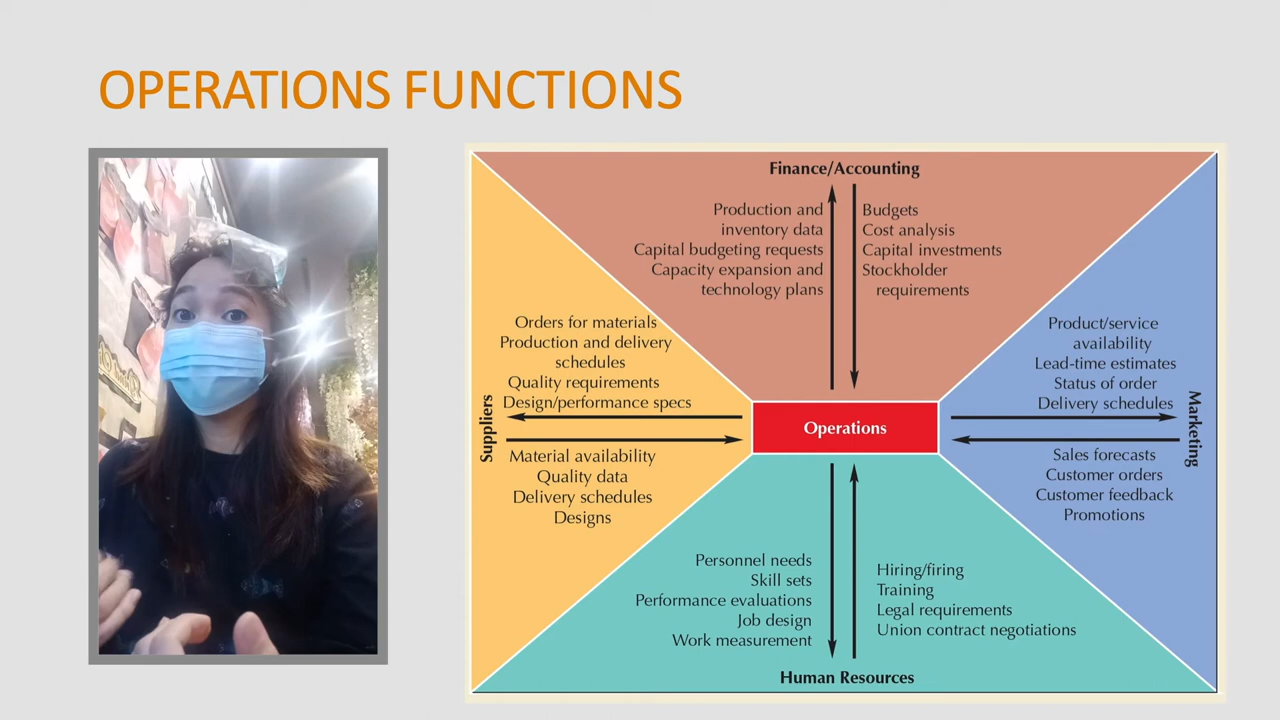 OPERATIONS FUNCTIONS
Finance/Accounting
Production and
inventory data
Capital budgeting requests
Capacity expansion and
technology plans
Budgets
Cost analysis
Capital investments
Stockholder
requirements
Orders for materials
Production and delivery
schedules
Quality requirements
Design/performance specs
Suppliers
Material availability
Quality data
Delivery schedules
Designs
Operations
Product/service
availability
Lead-time estimates
Status of order
Delivery schedules
Marketing
Sales forecasts
Customer orders
Customer feedback
Promotions
Personnel needs
Skill sets
Performance evaluations
Job design
Work measurement
Hiring/firing
Training
Legal requirements
Union contract negotiations
Human Resources